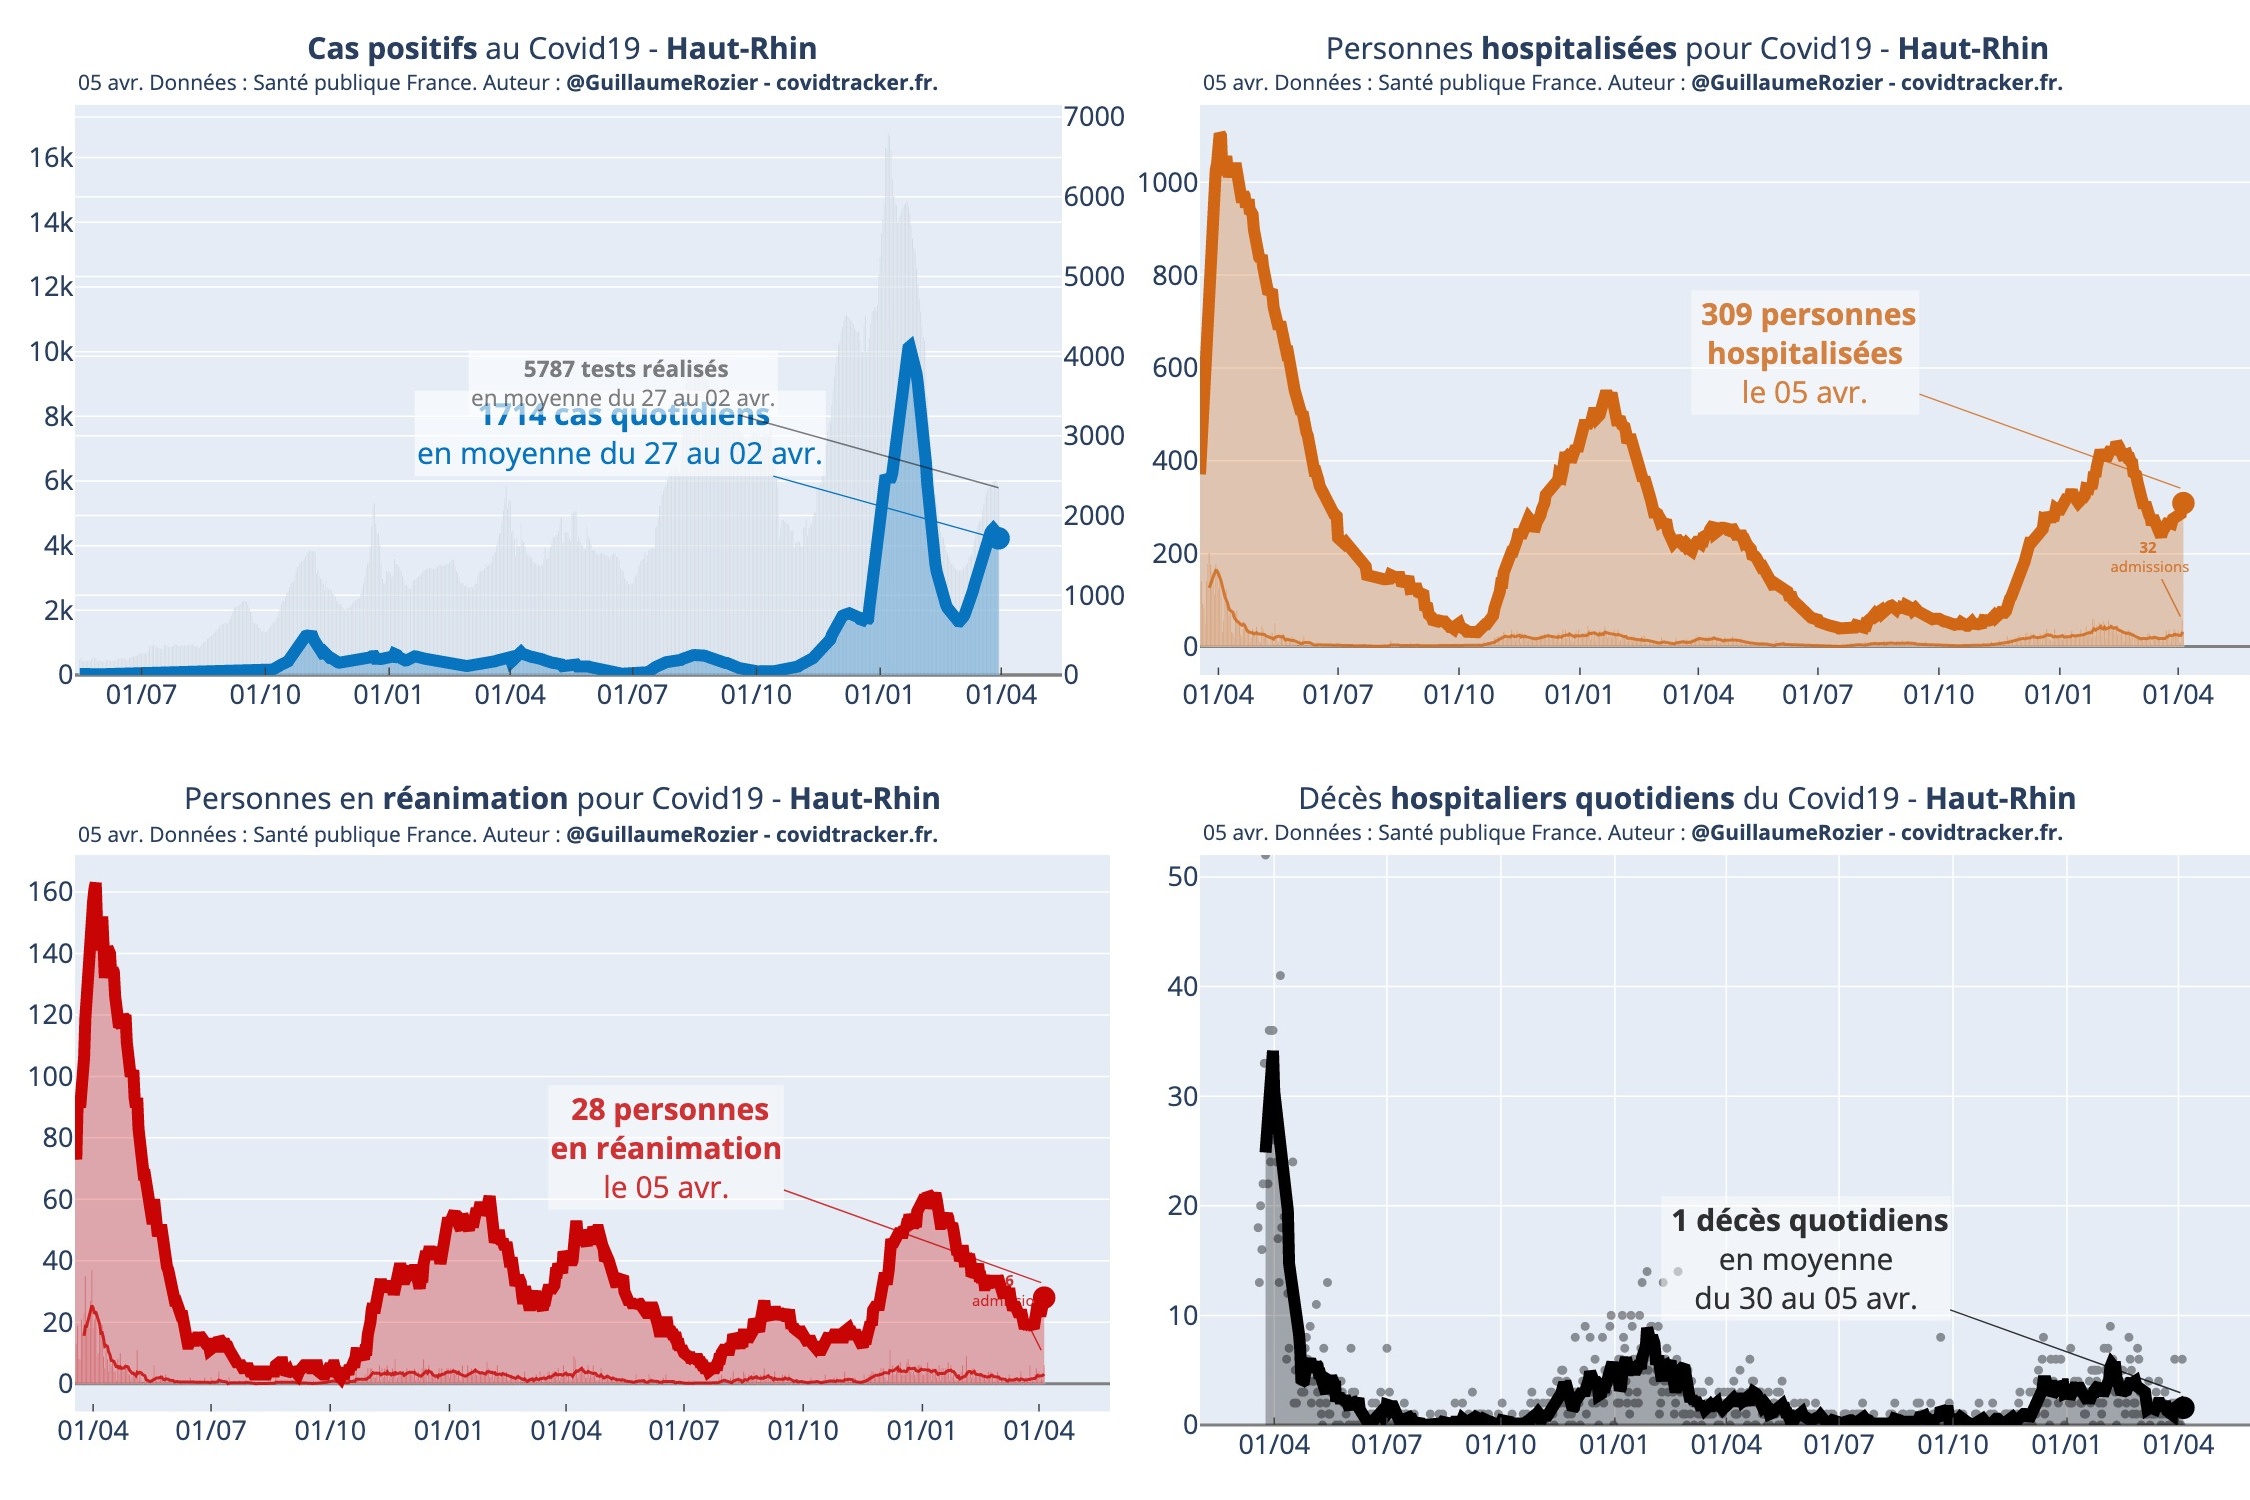 Cas positifs au Covid19 - Haut-Rhin
05 avr. Données : Santé publique France. Auteur : @GuillaumeRozier - covidtracker.fr.
7000
16k
6000
14k
5000
12k
10k
4000
5787 tests réalisés
en moyenne du 27 au 02 avr.
8k
1714 cas quotidiens
3000
en moyenne du 27 au 02 avr.
6k
2000
4k
1000
2k
0
0
01/07 01/10 01/01 01/04 01/07 01/10 01/01 01/04
Personnes hospitalisées pour Covid19 - Haut-Rhin
05 avr. Données : Santé publique France. Auteur : @GuillaumeRozier - covidtracker.fr.
1000
800
309 personnes
hospitalisées
600
le 05 avr.
400
200
32
admissions
0
01/04 01/07 01/10 01/01 01/04 01/07 01/10 01/01 01/04
Personnes en réanimation pour Covid19 - Haut-Rhin
05 avr. Données : Santé publique France. Auteur : @GuillaumeRozier - covidtracker.fr.
160
140
120
100
28 personnes
80
en réanimation
60
le 05 avr.
40
6
20
0
01/04 01/07 01/10 01/01 01/04 01/07 01/10 01/01 01/04
Décès hospitaliers quotidiens du Covid19 - Haut-Rhin
05 avr. Données : Santé publique France. Auteur : @GuillaumeRozier - covidtracker.fr.
50
40
30
20
1 décès quotidiens
en moyenne
du 30 au 05 avr.
10
0
01/04 01/07 01/10 01/01 01/04 01/07 01/10 01/01 01/04